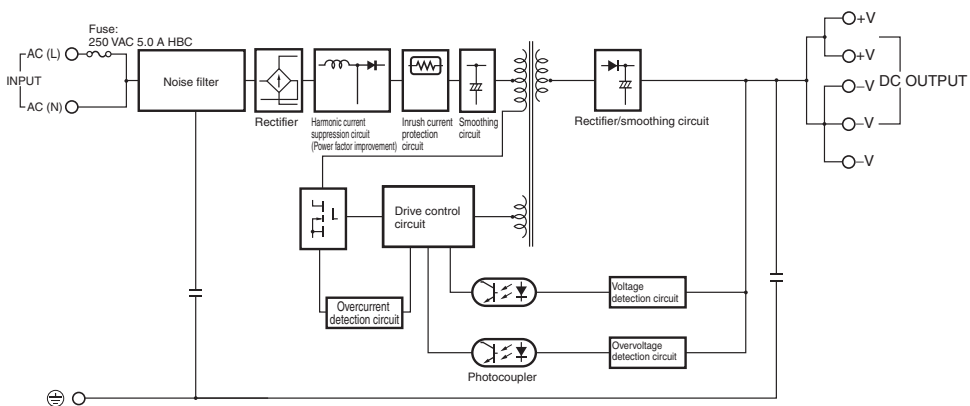 Fuse:
250 VAC 5.0 A HBC
AC (L)
INPUT
AC (N)
Noise filter
Rectifier
Harmonic current
suppression circuit
(Power factor improvement)
Inrush current
protection
circuit
Smoothing
circuit
Rectifier/smoothing circuit
+V
+V
DC OUTPUT
–V
–V
–V
Drive control
circuit
Overcurrent
detection circuit
Voltage
detection circuit
Overvoltage
detection circuit
Photocoupler